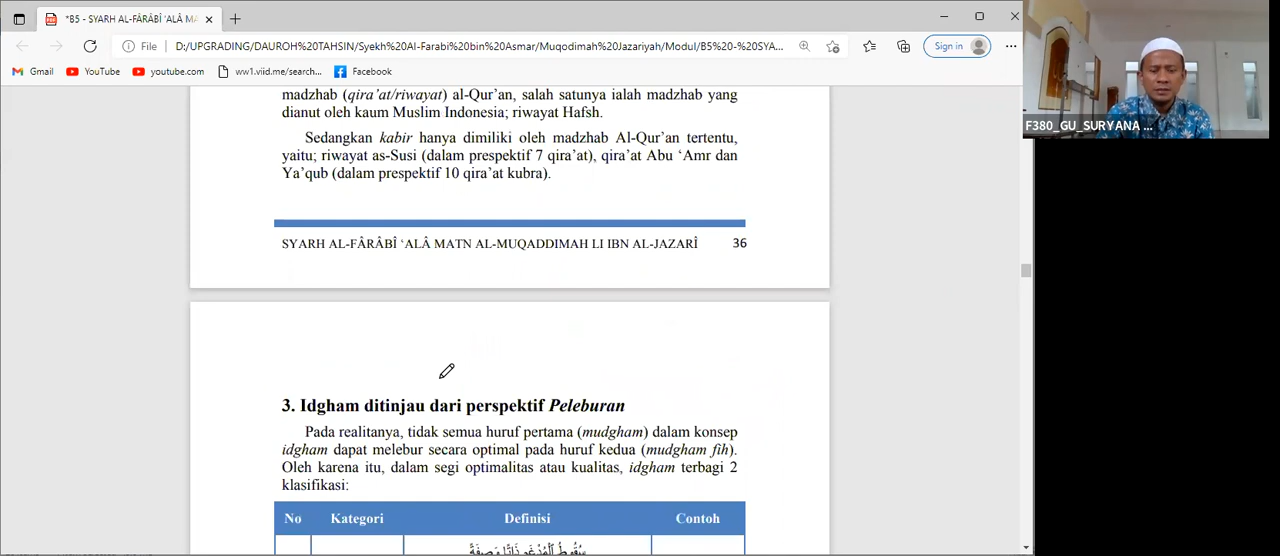 *B5 - SYARH AL-FÂRÂBÎ 'ALÂ MA
File
D:/UPGRADING/DAUROH%20TAHSIN/Syekh%20Al-Farabi%20bin%20Asmar/Muqodimah%20Jazariyah/Modul/B5%20-%20SYA...
Sign in
Gmail
YouTube
youtube.com
ww1.viid.me/search...
Facebook
F380_GU_SURYANA ...
madzhab (qira'at/riwayat) al-Qur'an, salah satunya ialah madzhab yang
dianut oleh kaum Muslim Indonesia; riwayat Hafsh.
Sedangkan kabir hanya dimiliki oleh madzhab Al-Qur'an tertentu,
yaitu; riwayat as-Susi (dalam prespektif 7 qira'at), qira'at Abu 'Amr dan
Ya'qub (dalam prespektif 10 qira'at kubra).
SYARH AL-FÂRÂBÎ 'ALÂ MATN AL-MUQADDIMAH LI IBN AL-JAZARÎ 36
3. Idgham ditinjau dari perspektif Peleburan
Pada realitanya, tidak semua huruf pertama (mudgham) dalam konsep
idgham dapat melebur secara optimal pada huruf kedua (mudgham fih).
Oleh karena itu, dalam segi optimalitas atau kualitas, idgham terbagi 2
klasifikasi:
No Kategori Definisi Contoh
سُقُوطُ الْمُدْغَمِ ذَاتًا وَصِفَةً